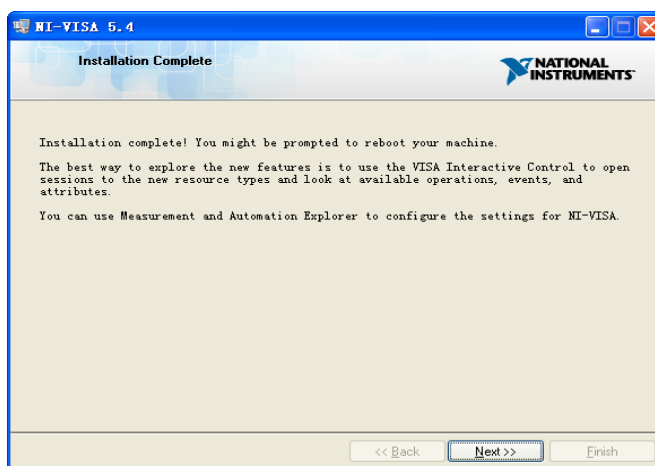 NI-VISA 5.4
Installation Complete
NATIONAL
INSTRUMENTS™
Installation complete! You might be prompted to reboot your machine.
The best way to explore the new features is to use the VISA Interactive Control to open
sessions to the new resource types and look at available operations, events, and
attributes.
You can use Measurement and Automation Explorer to configure the settings for NI-VISA.
<< Back
Next >>
Finish